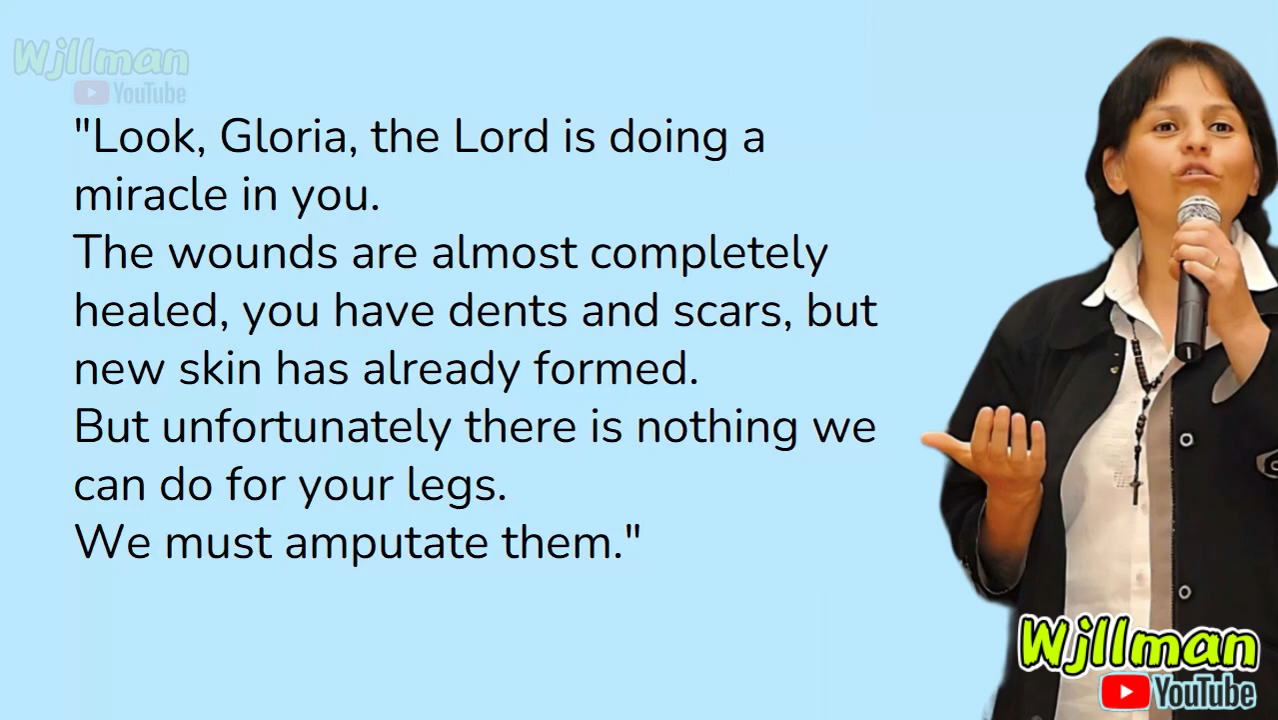 Wjllman
YouTube
"Look, Gloria, the Lord is doing a
miracle in you.
The wounds are almost completely
healed, you have dents and scars, but
new skin has already formed.
But unfortunately there is nothing we
can do for your legs.
We must amputate them."
Wjllman
YouTube